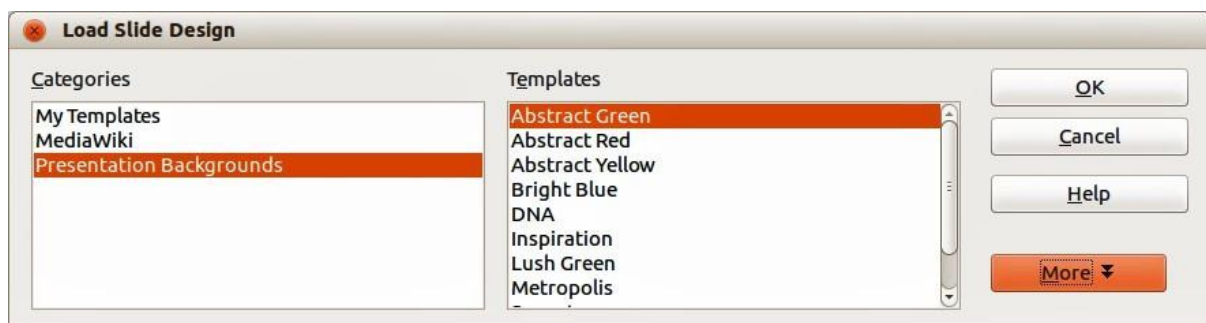 Load Slide Design
Categories
My Templates
MediaWiki
Presentation Backgrounds
Templates
Abstract Green
Abstract Red
Abstract Yellow
Bright Blue
DNA
Inspiration
Lush Green
Metropolis
OK
Cancel
Help
More